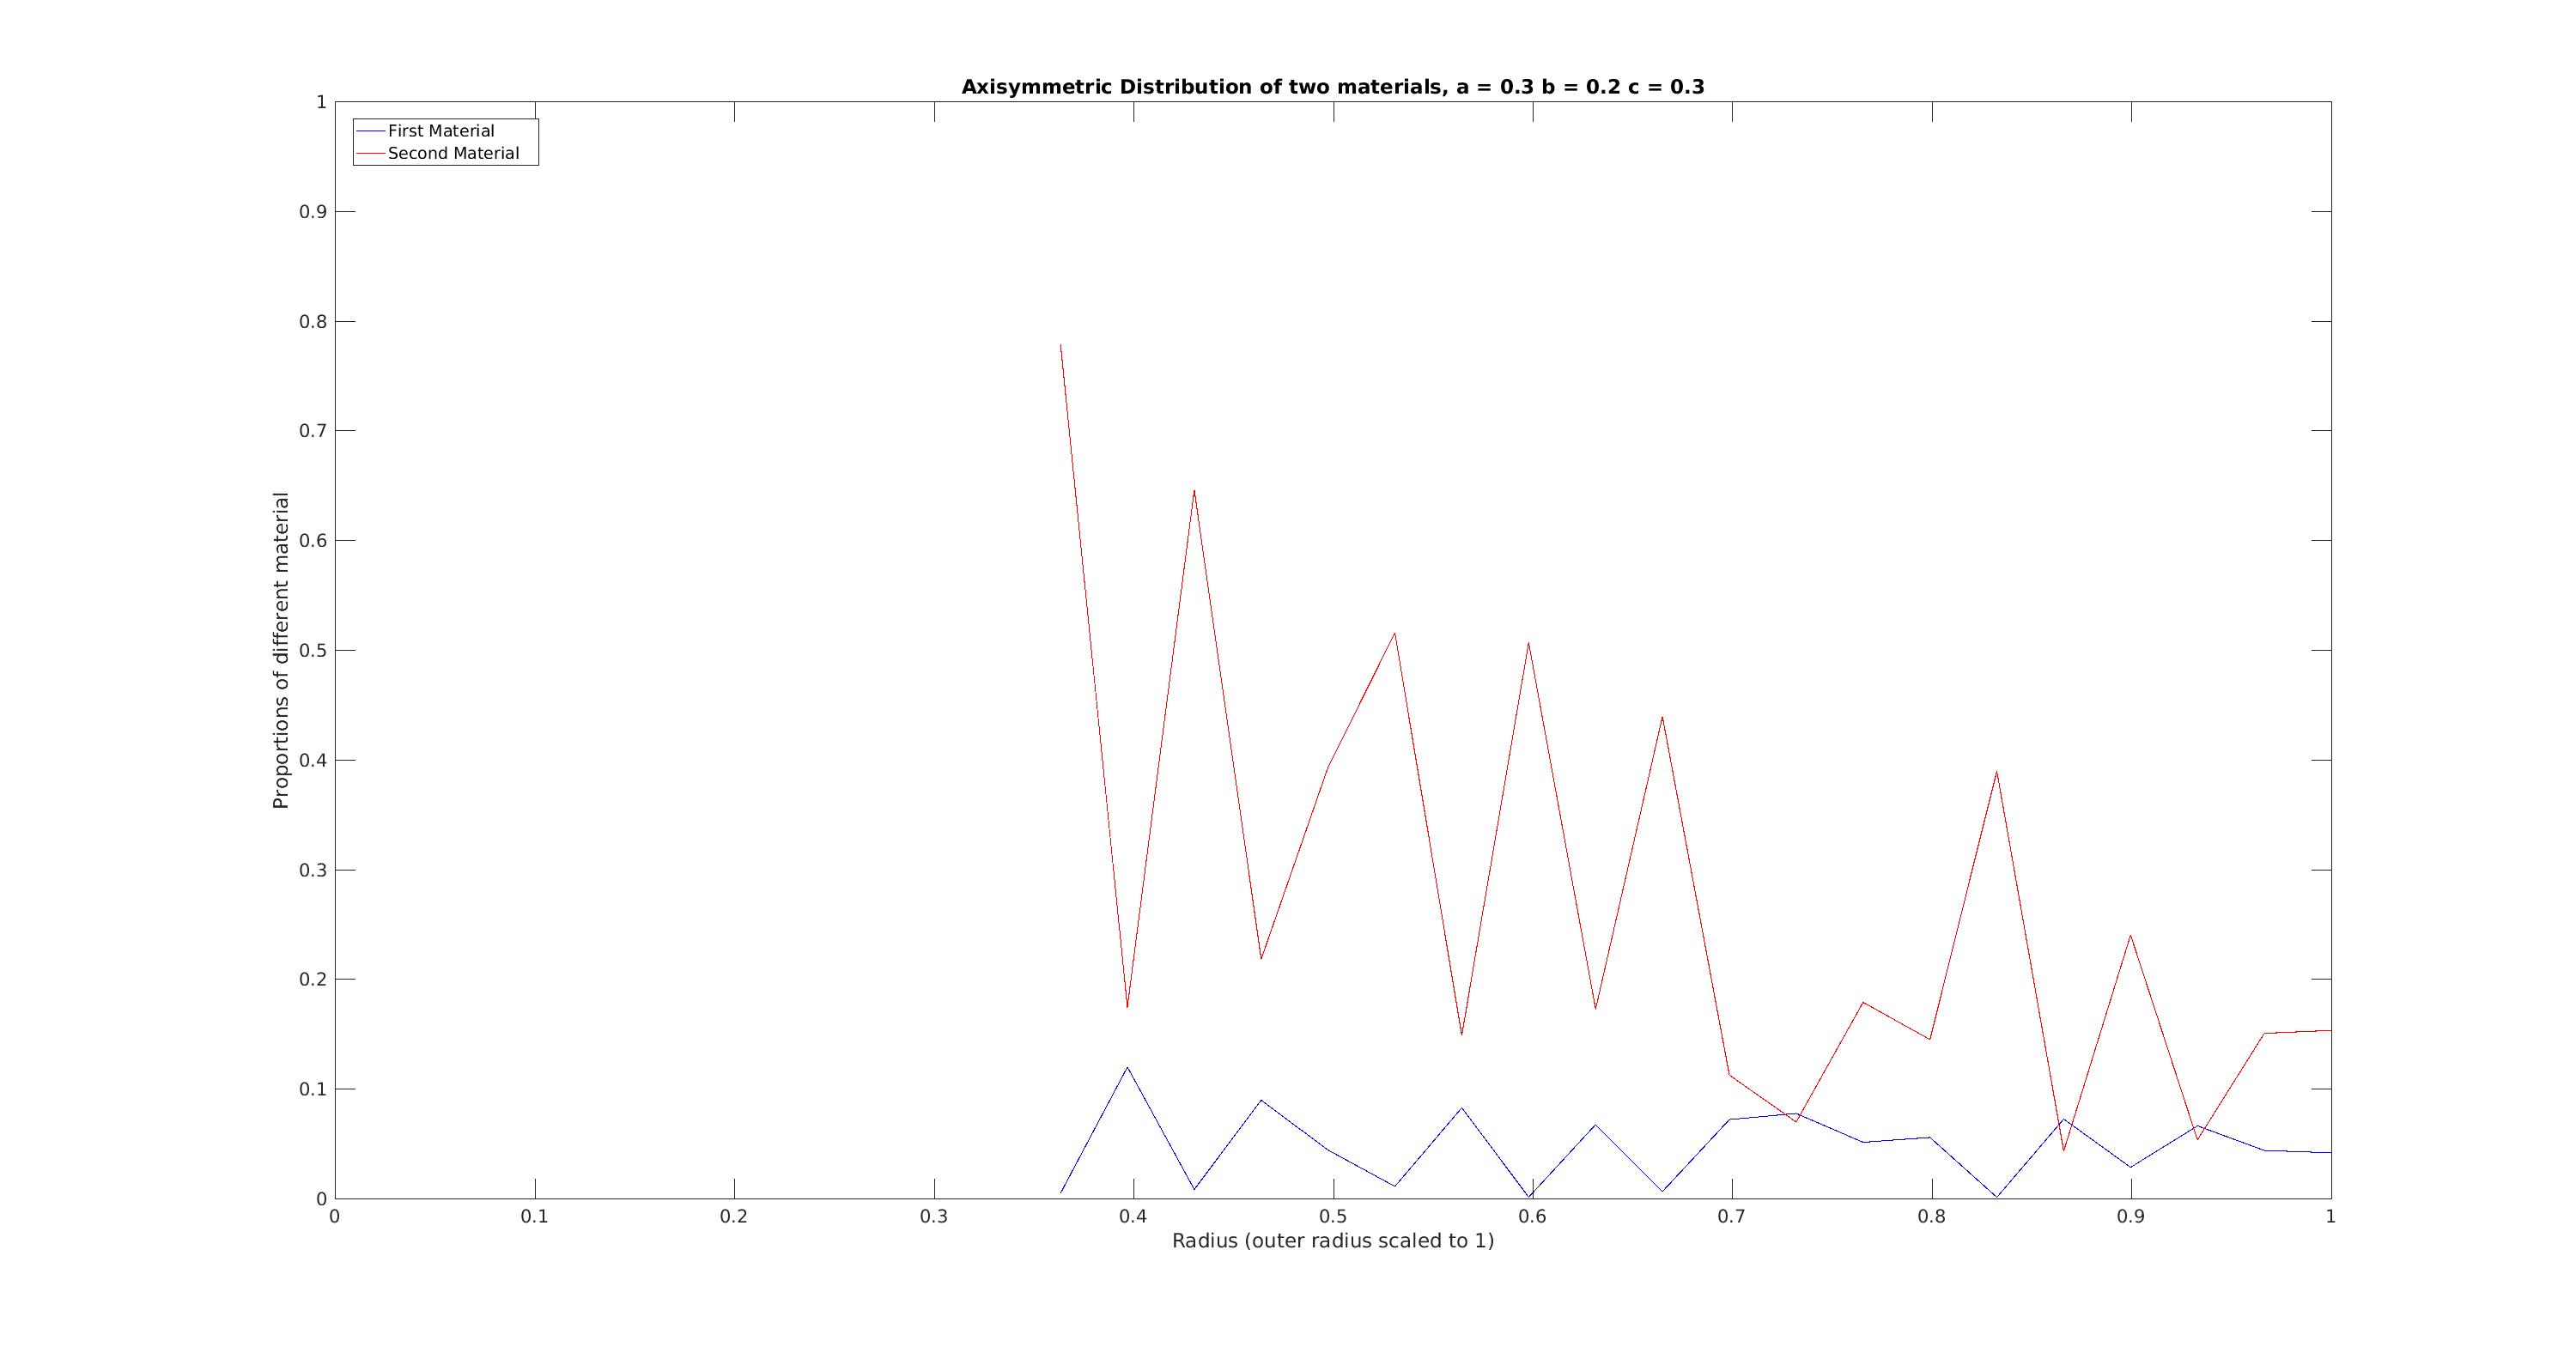 Axisymmetric Distribution of two materials, a = 0.3 b = 0.2 c = 0.3
First Material
Second Material
Proportions of different material
1
0.9
0.8
0.7
0.6
0.5
0.4
0.3
0.2
0.1
0
0 0.1 0.2 0.3 0.4 0.5 0.6 0.7 0.8 0.9 1
Radius (outer radius scaled to 1)